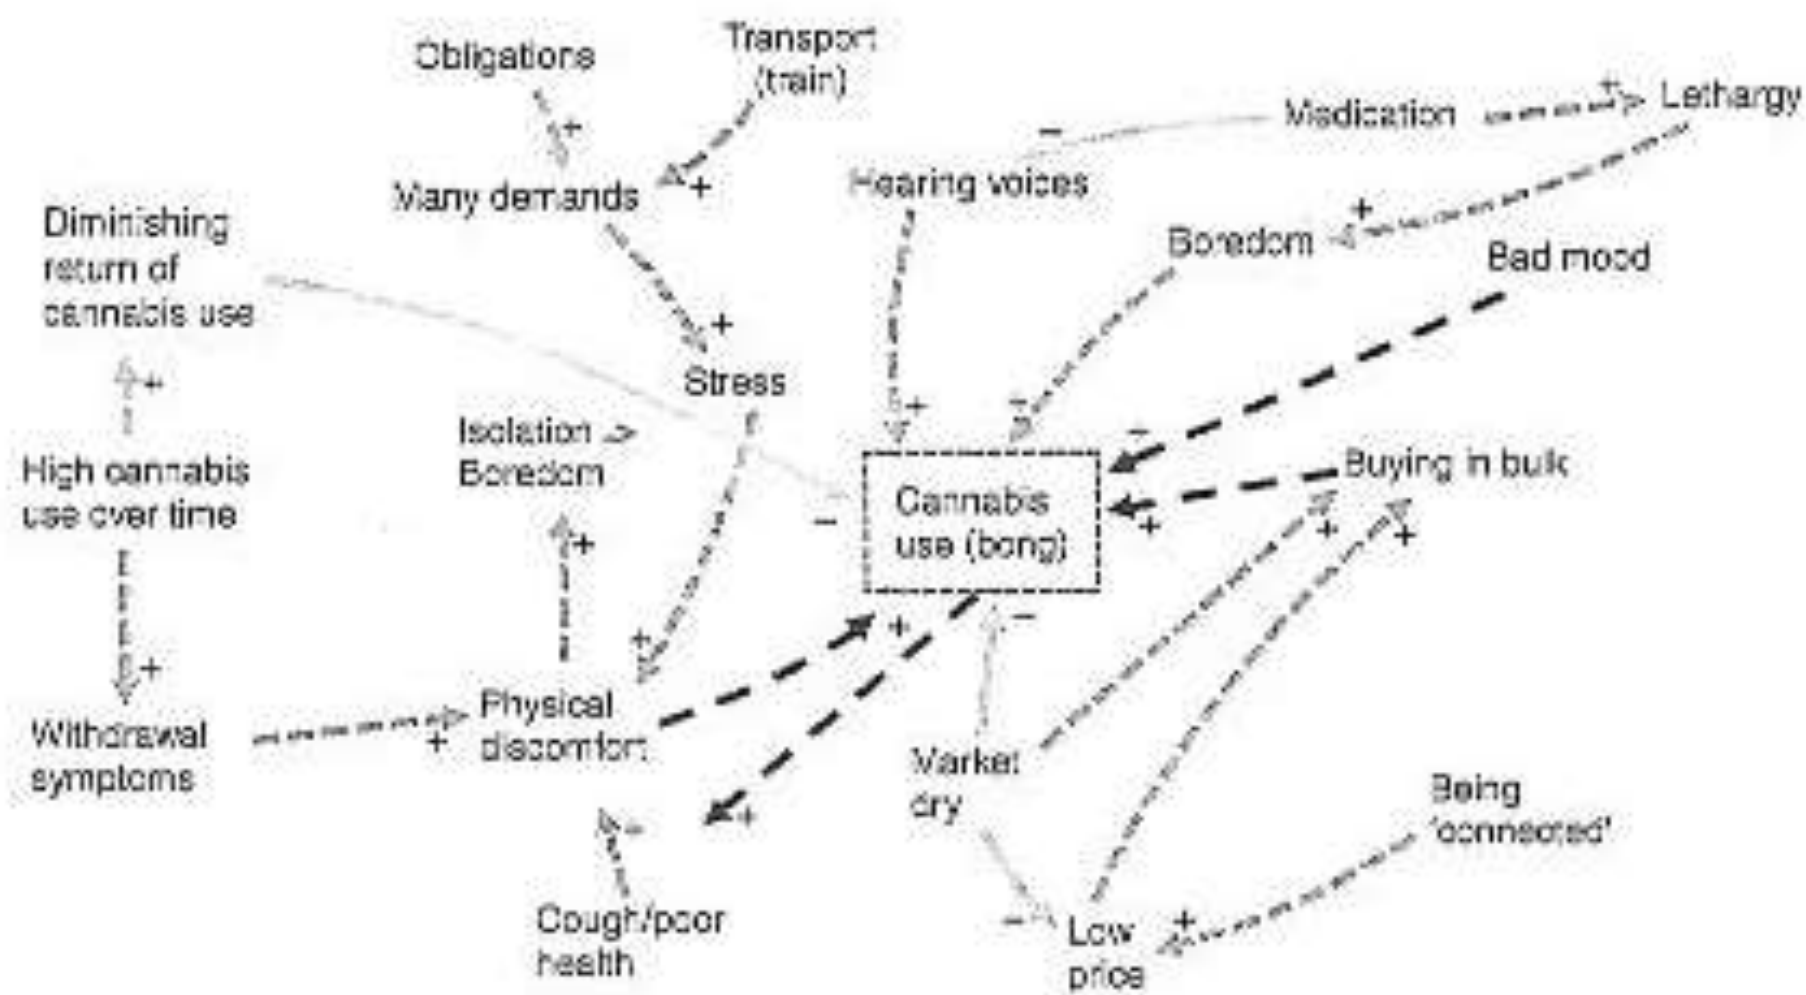 Obligations
Transport
(train)
Medication
Lethargy
Many demands
Hearing voices
Diminishing
return of
cannabis use
Boredom
Bad mood
Stress
Isolation >
Boredom
High cannabis
use over time
Buying in bulk
Cannabis
use (bong)
Physical
discomfort
Withdrawal
symptoms
Market
dry
Being
'connected'
Cough/poor
health
Low
price